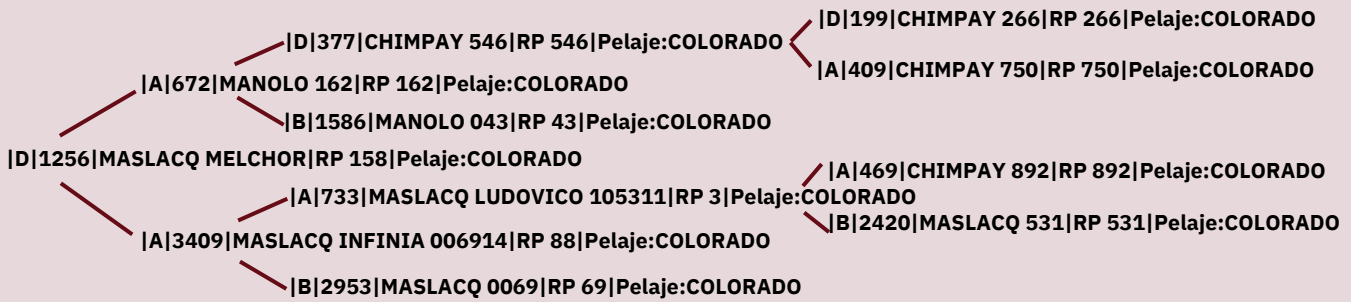 |D|199|CHIMPAY 266|RP 266|Pelaje:COLORADO
|D|377|CHIMPAY 546|RP 546|Pelaje:COLORADO
|A|409|CHIMPAY 750|RP 750|Pelaje:COLORADO
|A|672|MANOLO 162|RP 162|Pelaje:COLORADO
|B|1586|MANOLO 043|RP 43|Pelaje:COLORADO
|D|1256|MASLACQ MELCHOR|RP 158|Pelaje:COLORADO
|A|469|CHIMPAY 892|RP 892|Pelaje:COLORADO
|A|733|MASLACQ LUDOVICO 105311|RP 3|Pelaje:COLORADO
|B|2420|MASLACQ 531|RP 531|Pelaje:COLORADO
|A|3409|MASLACQ INFINIA 006914|RP 88|Pelaje:COLORADO
|B|2953|MASLACQ 0069|RP 69|Pelaje:COLORADO